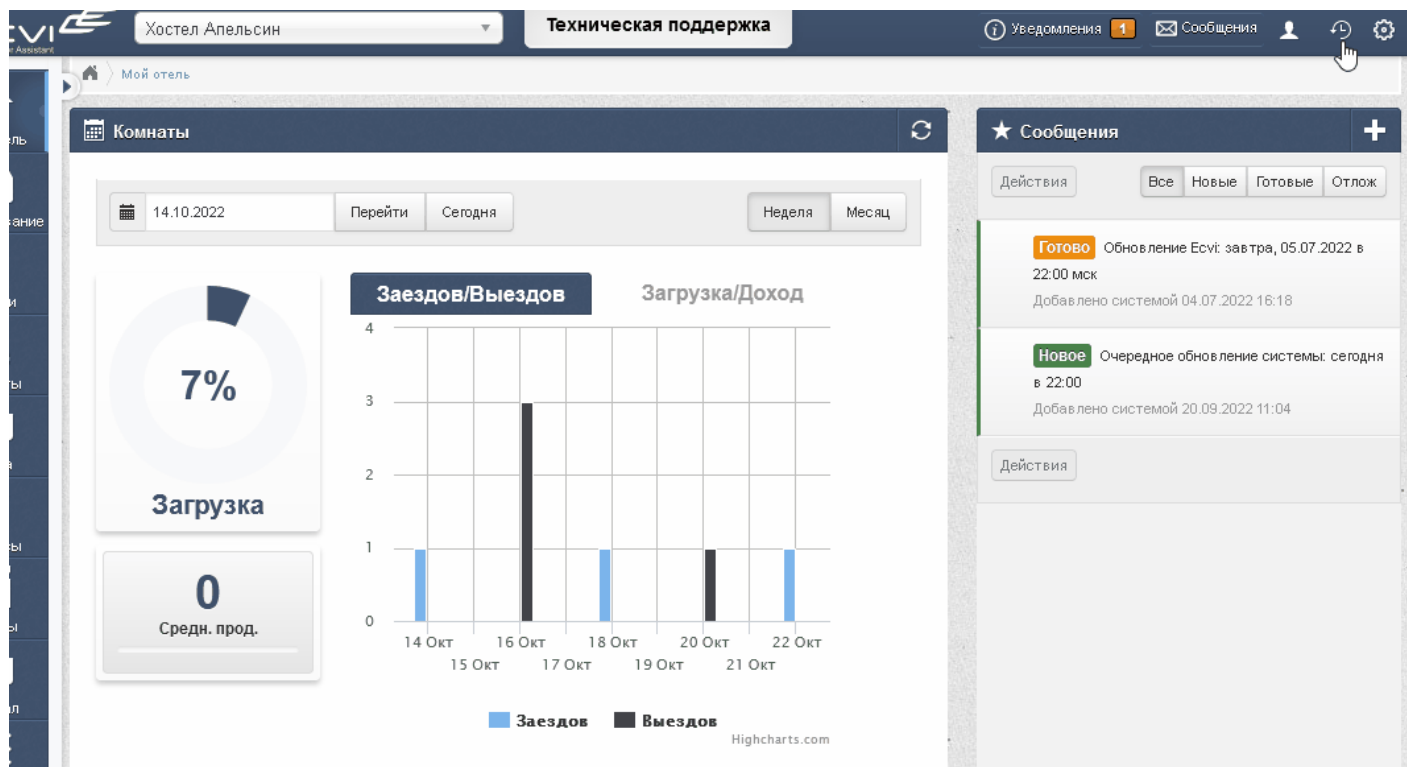 Хостел Апельсин
Техническая поддержка
Уведомления 1
Сообщения
Assistant
Мой отель
Комнаты
14.10.2022
Перейти
Сегодня
Неделя
Месяц
7%
Загрузка
0
Средн. прод.
Заездов/Выездов
Загрузка/Доход
4
3
2
1
0
14 Окт 16 Окт 18 Окт 20 Окт 22 Окт
15 Окт 17 Окт 19 Окт 21 Окт
Заездов Выездов
Highcharts.com
Сообщения
Действия
Все Новые Готовые Отлож
Готово Обновление Ecvi: завтра, 05.07.2022 в
22:00 мск
Добавлено системой 04.07.2022 16:18
Новое Очередное обновление системы: сегодня
в 22:00
Добавлено системой 20.09.2022 11:04
Действия